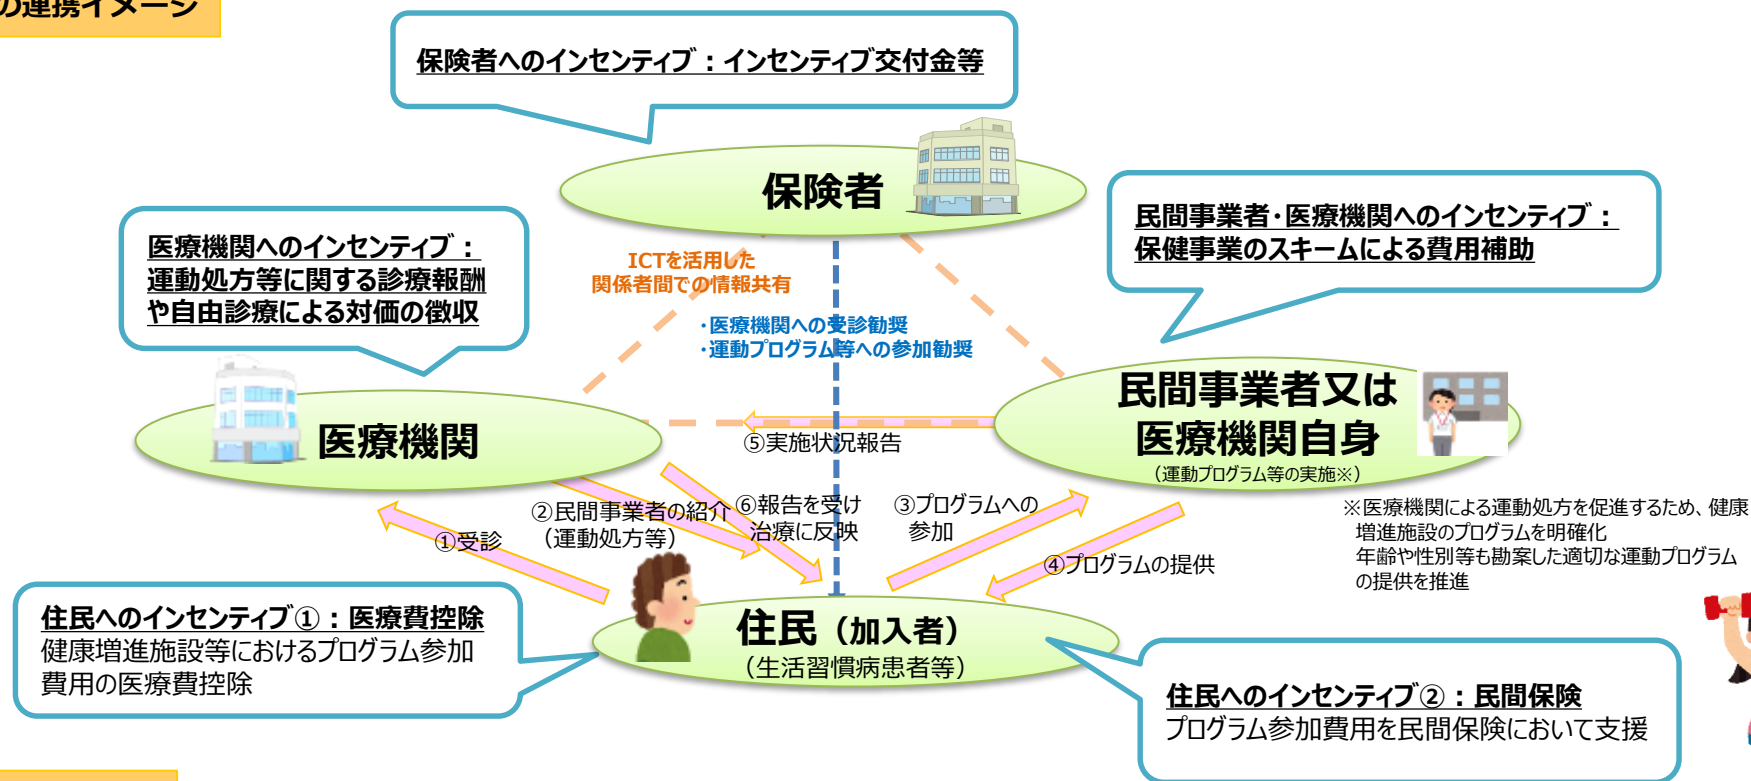 の連携イメージ
保険者へのインセンティブ：インセンティブ交付金等
保険者
医療機関へのインセンティブ：
運動処方等に関する診療報酬
や自由診療による対価の徴収
民間事業者・医療機関へのインセンティブ：
保健事業のスキームによる費用補助
ICTを活用した
関係者間での情報共有
・医療機関への受診勧奨
・運動プログラム等への参加勧奨
医療機関
民間事業者又は
医療機関自身
（運動プログラム等の実施※）
⑤実施状況報告
①受診
②民間事業者の紹介
（運動処方等）
⑥報告を受け
治療に反映
③プログラムへの
参加
④プログラムの提供
※医療機関による運動処方を促進するため、健康
増進施設のプログラムを明確化
年齢や性別等も勘案した適切な運動プログラム
の提供を推進
住民へのインセンティブ①：医療費控除
健康増進施設等におけるプログラム参加
費用の医療費控除
住民（加入者）
（生活習慣病患者等）
住民へのインセンティブ②：民間保険
プログラム参加費用を民間保険において支援